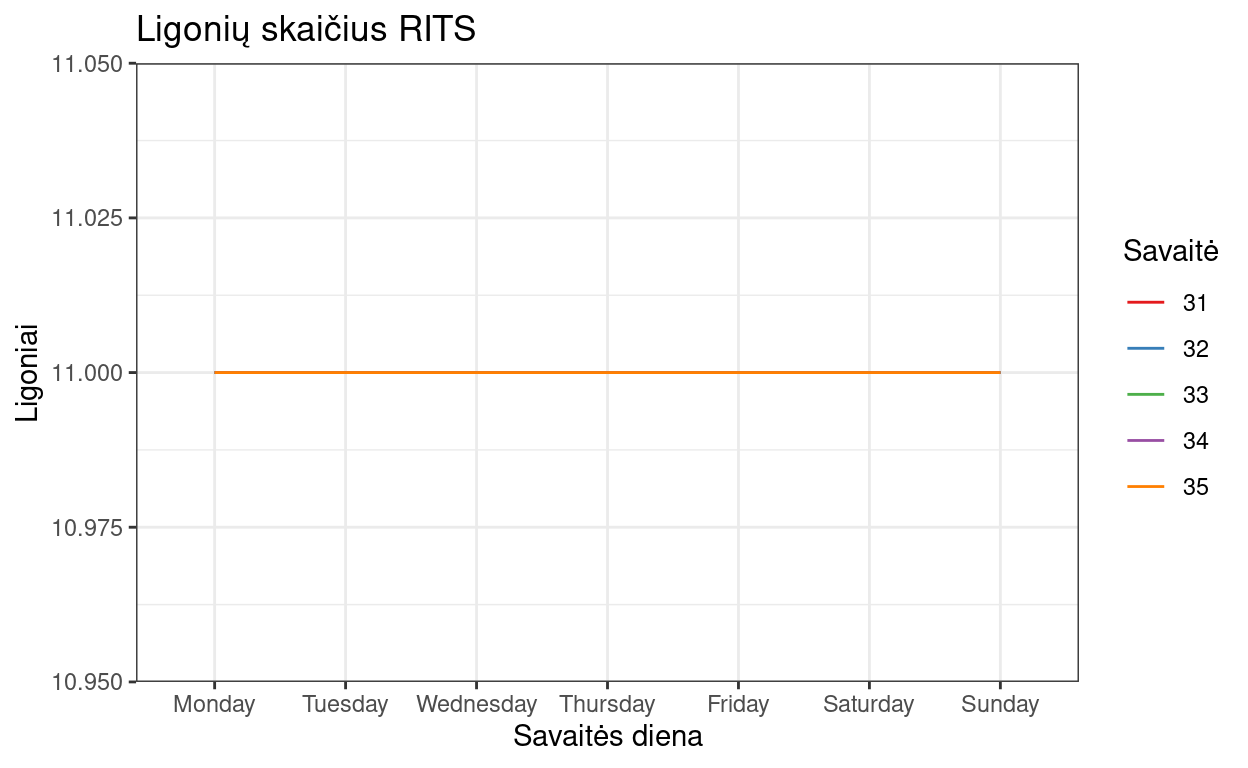 Ligonių skaičius RITS
11.050
11.025
11.000
10.975
10.950
Ligoniai
Monday Tuesday Wednesday Thursday Friday Saturday Sunday
Savaitės diena
Savaitė
31
32
33
34
35